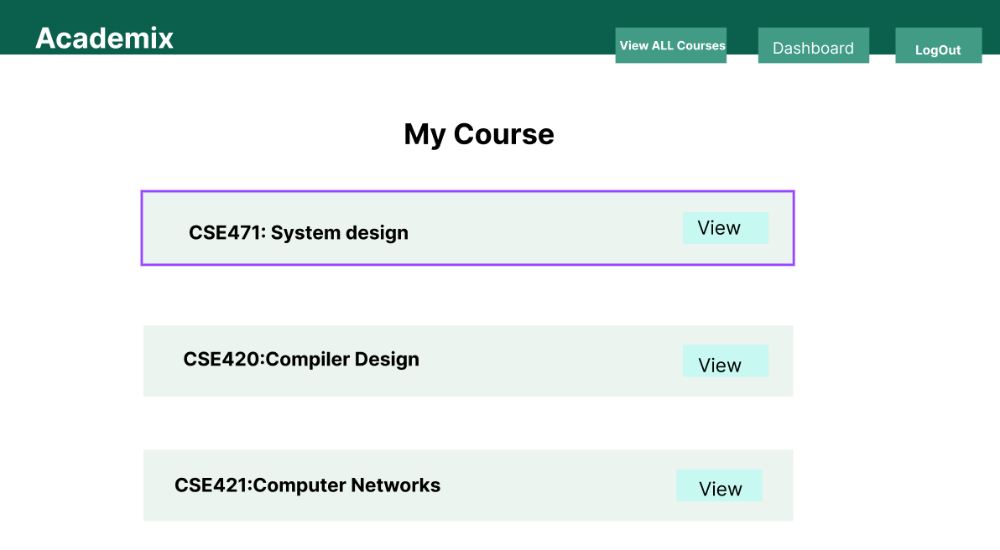 Academix
View ALL Courses
Dashboard
LogOut
My Course
CSE471: System design
View
CSE420:Compiler Design
View
CSE421:Computer Networks
View